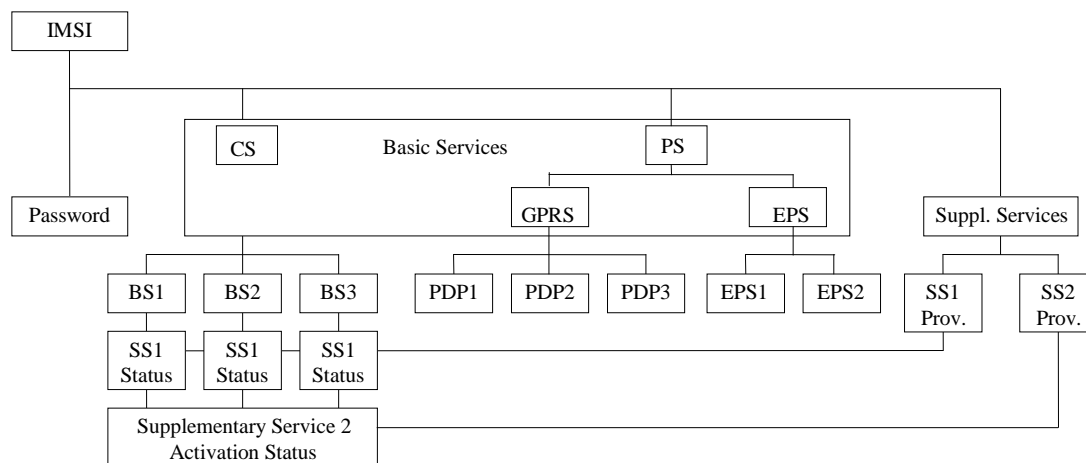 IMSI
CS
Basic Services
PS
Password
GPRS
EPS
Suppl. Services
BS1
BS2
BS3
PDP1
PDP2
PDP3
EPS1
EPS2
SS1
Prov.
SS2
Prov.
SS1
Status
SS1
Status
SS1
Status
Supplementary Service 2
Activation Status